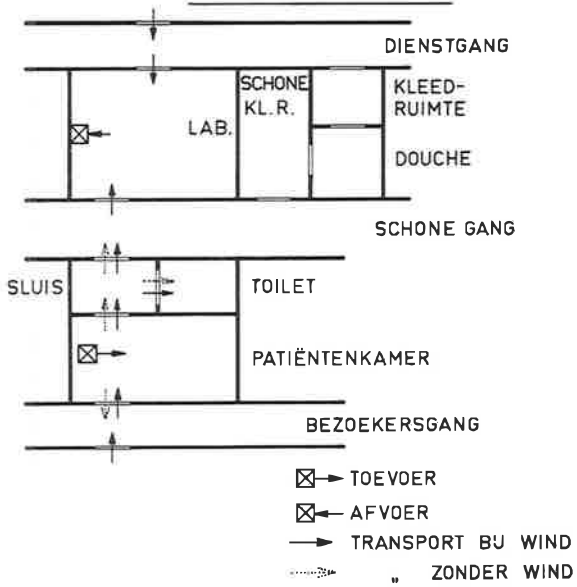 DIENSTGANG
SCHONE
KL.R.
KLEED-
RUIMTE
LAB.
DOUCHE
SCHONE GANG
SLUIS
TOILET
PATIËNTENKAMER
BEZOEKERSGANG
TOEVOER
AFVOER
TRANSPORT BIJ WIND
„ ZONDER WIND